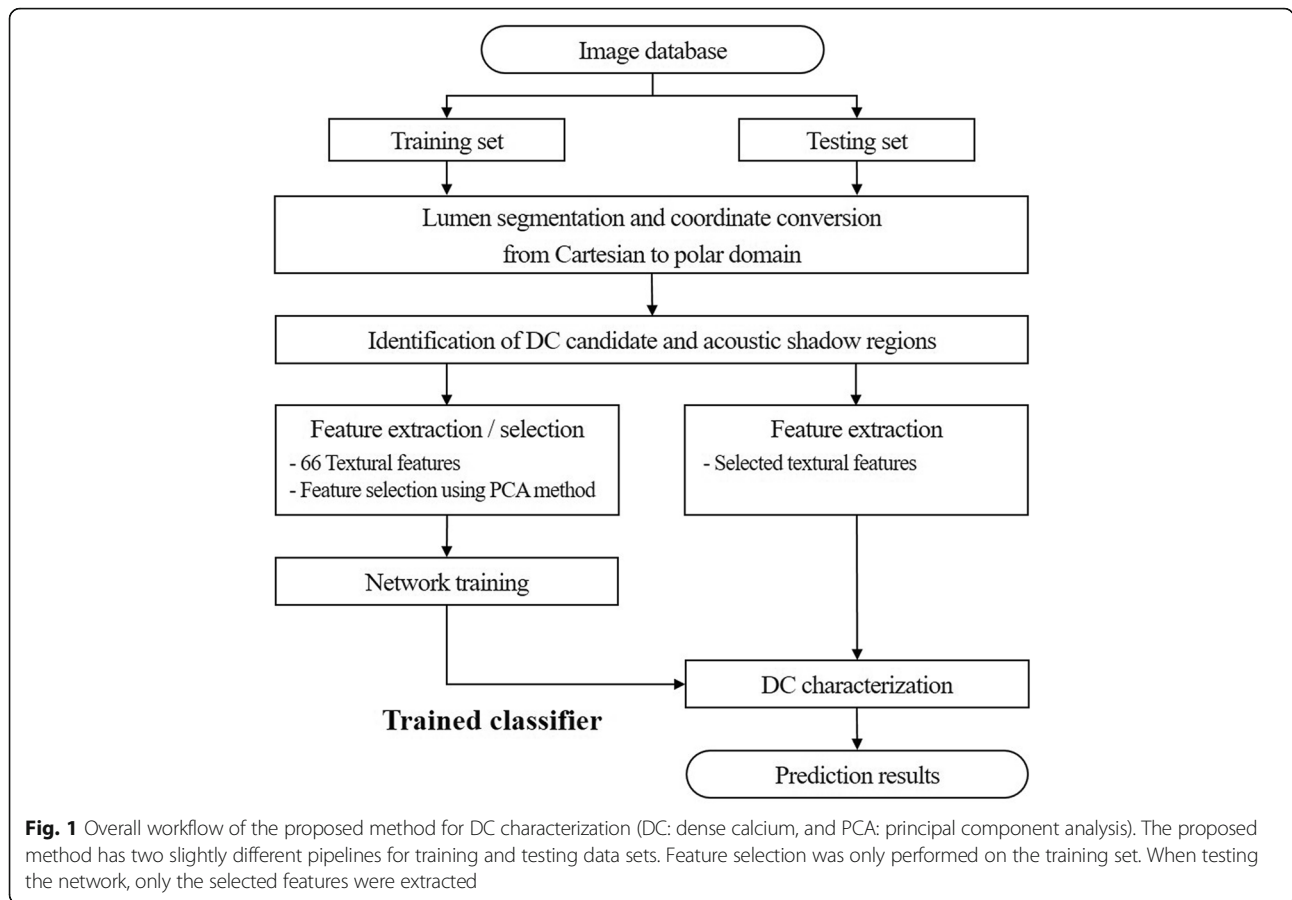 Image database
Training set
Testing set
Lumen segmentation and coordinate conversion
from Cartesian to polar domain
Identification of DC candidate and acoustic shadow regions
Feature extraction / selection
- 66 Textural features
- Feature selection using PCA method
Feature extraction
- Selected textural features
Network training
DC characterization
Trained classifier
Prediction results
Fig. 1 Overall workflow of the proposed method for DC characterization (DC: dense calcium, and PCA: principal component analysis). The proposed
method has two slightly different pipelines for training and testing data sets. Feature selection was only performed on the training set. When testing
the network, only the selected features were extracted